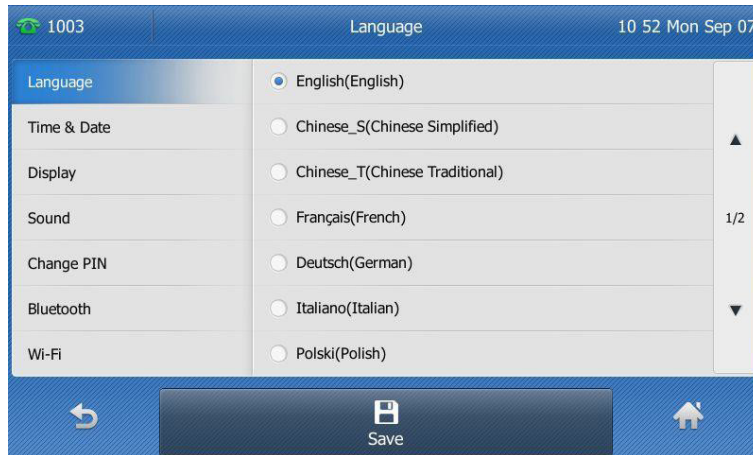 1003
Language
10 52 Mon Sep 07
Language
Time & Date
Display
Sound
Change PIN
Bluetooth
Wi-Fi
English(English)
Chinese_S(Chinese Simplified)
Chinese_T(Chinese Traditional)
Français(French)
Deutsch(German)
Italiano(Italian)
Polski(Polish)
1/2
Save